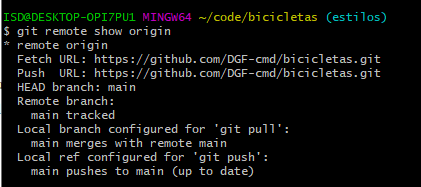 ISD@DESKTOP-OPI7PU1 MINGW64 ~/code/bicicletas (estilos)
$ git remote show origin
* remote origin
  Fetch URL: https://github.com/DGF-cmd/bicicletas.git
  Push  URL: https://github.com/DGF-cmd/bicicletas.git
  HEAD branch: main
  Remote branch:
    main tracked
  Local branch configured for 'git pull':
    main merges with remote main
  Local ref configured for 'git push':
    main pushes to main (up to date)